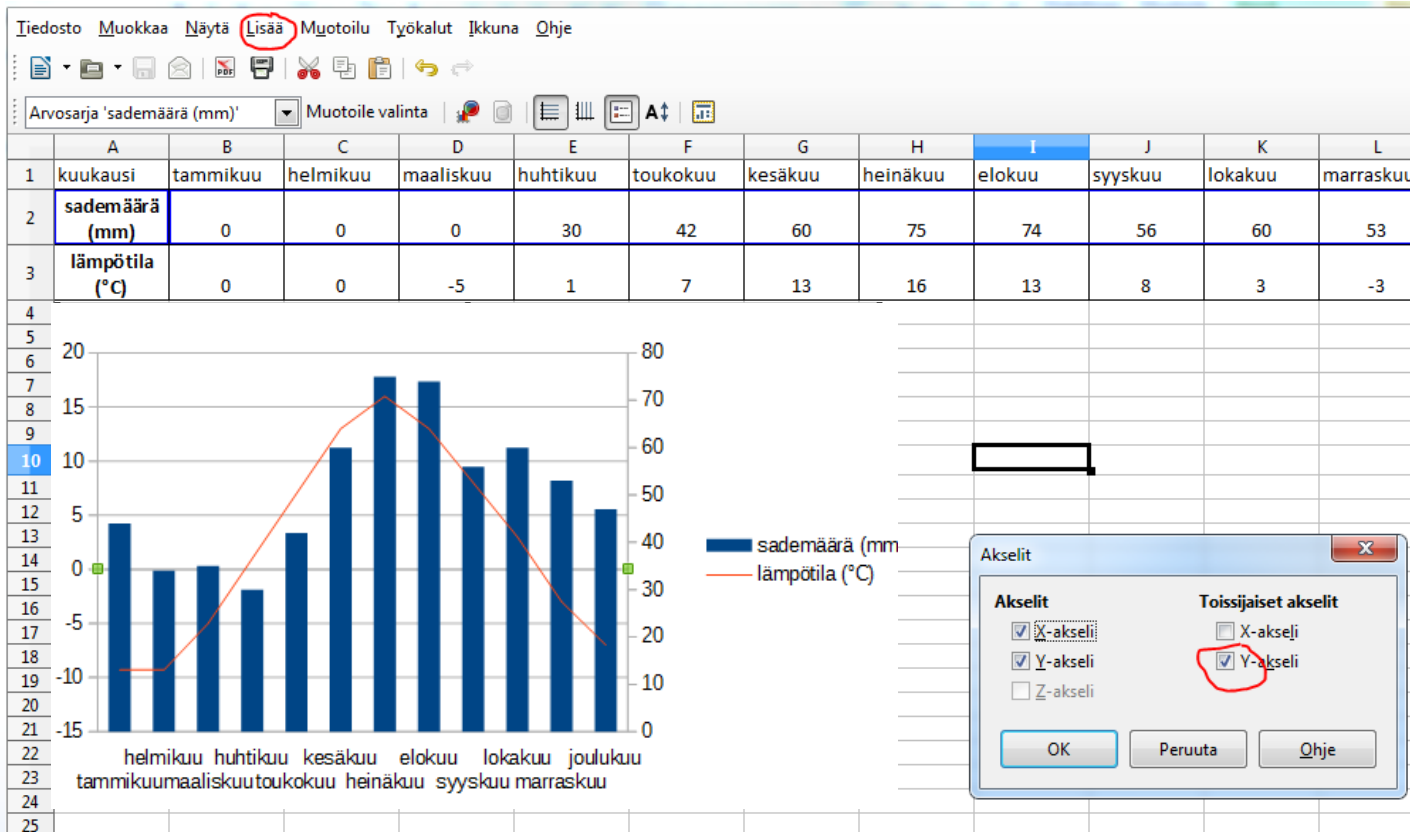 Tiedosto Muokkaa Näytä Lisää Muotoilu Työkalut Ikkuna Ohje
PDF
Arvosarja 'sademäärä (mm)' Muotoile valinta A
A B C D E F G H I J K L
1 kuukausi tammikuu helmikuu maaliskuu huhtikuu toukokuu kesäkuu heinäkuu elokuu syyskuu lokakuu marraskuu
2 sademäärä (mm) 0 0 0 30 42 60 75 74 56 60 53
3 lämpötila (°C) 0 0 -5 1 7 13 16 13 8 3 -3
4
5
6
7
8
9
10
11
12
13
14
15
16
17
18
19
20
21
22
23
24
25
20
15
10
5
0
-5
-10
-15
80
70
60
50
40
30
20
10
0
helmikuu huhtikuu kesäkuu elokuu lokakuu joulukuu
tammikuu maaliskuu toukokuu heinäkuu syyskuu marraskuu
sademäärä (mm
lämpötila (°C)
Akselit
Akselit Toissijaiset akselit
X-akseli X-akseli
Y-akseli Y-akseli
Z-akseli
OK Peruuta Ohje